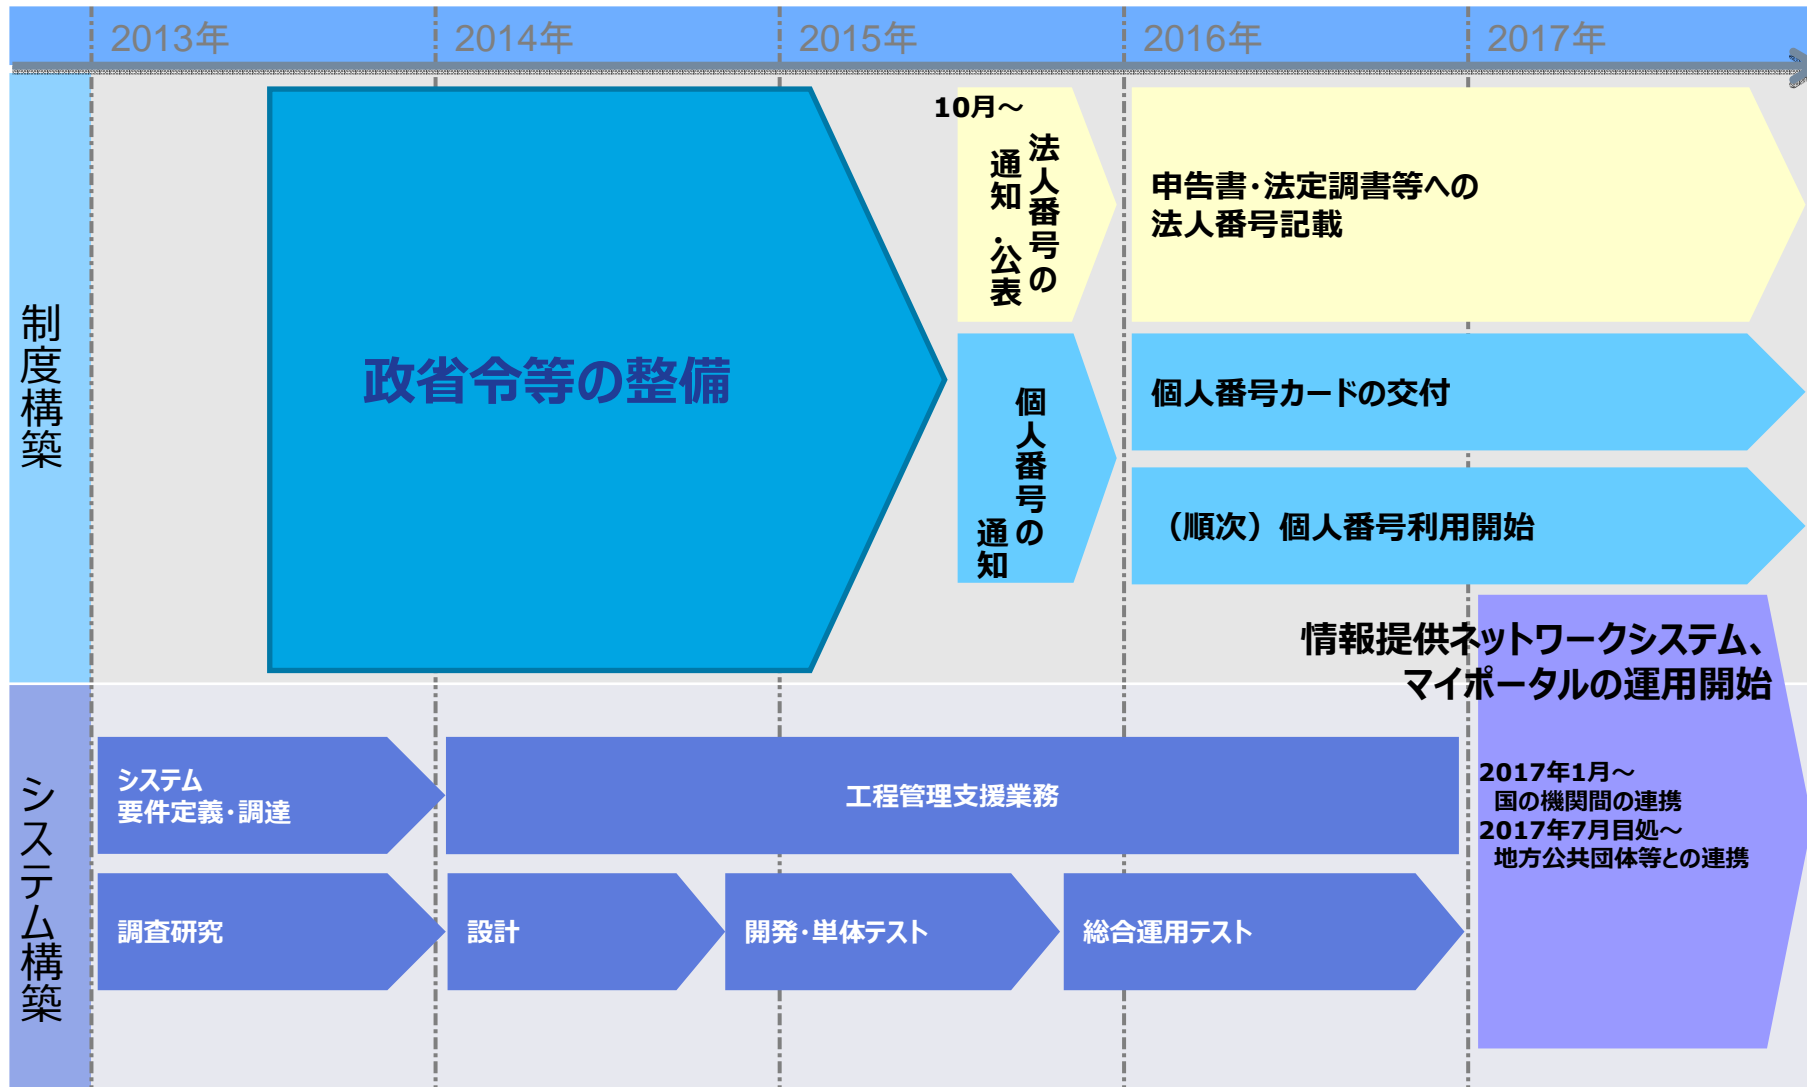 2013年
2014年
2015年
2016年
2017年
制度構築
政省令等の整備
10月～
法人番号の
通知・公表
申告書・法定調書等への
法人番号記載
個人番号の
通知
個人番号カードの交付
（順次）個人番号利用開始
情報提供ネットワークシステム、
マイポータルの運用開始
システム構築
システム
要件定義・調達
工程管理支援業務
2017年1月～
国の機関間の連携
2017年7月目処～
地方公共団体等との連携
調査研究
設計
開発・単体テスト
総合運用テスト